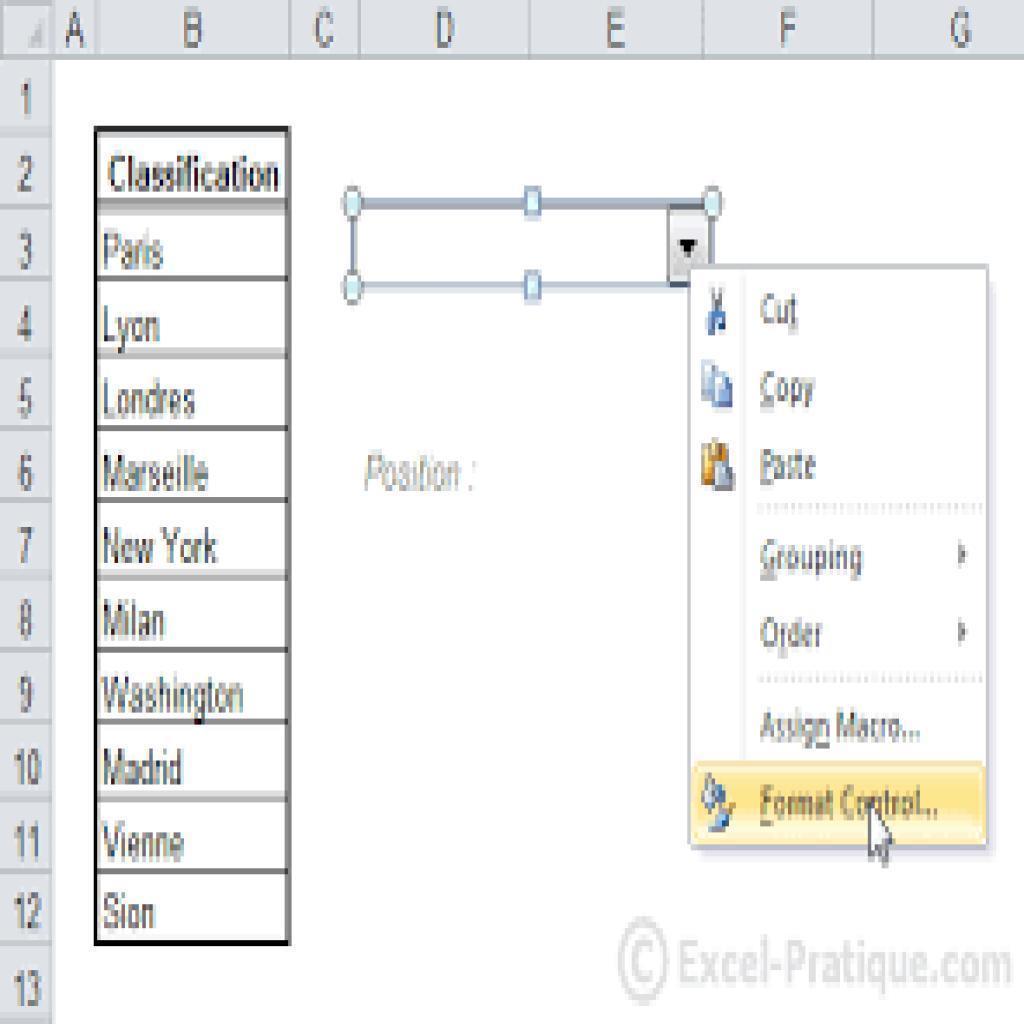 A B C D E F G
1
2 Classification
3 Paris
4 Lyon
5 Londres
6 Marseille Position :
7 New York
8 Milan
9 Washington
10 Madrid
11 Vienne
12 Sion
13
Cut
Copy
Paste
Grouping
Order
Assign Macro...
Format Control...
© Excel-Pratique.com